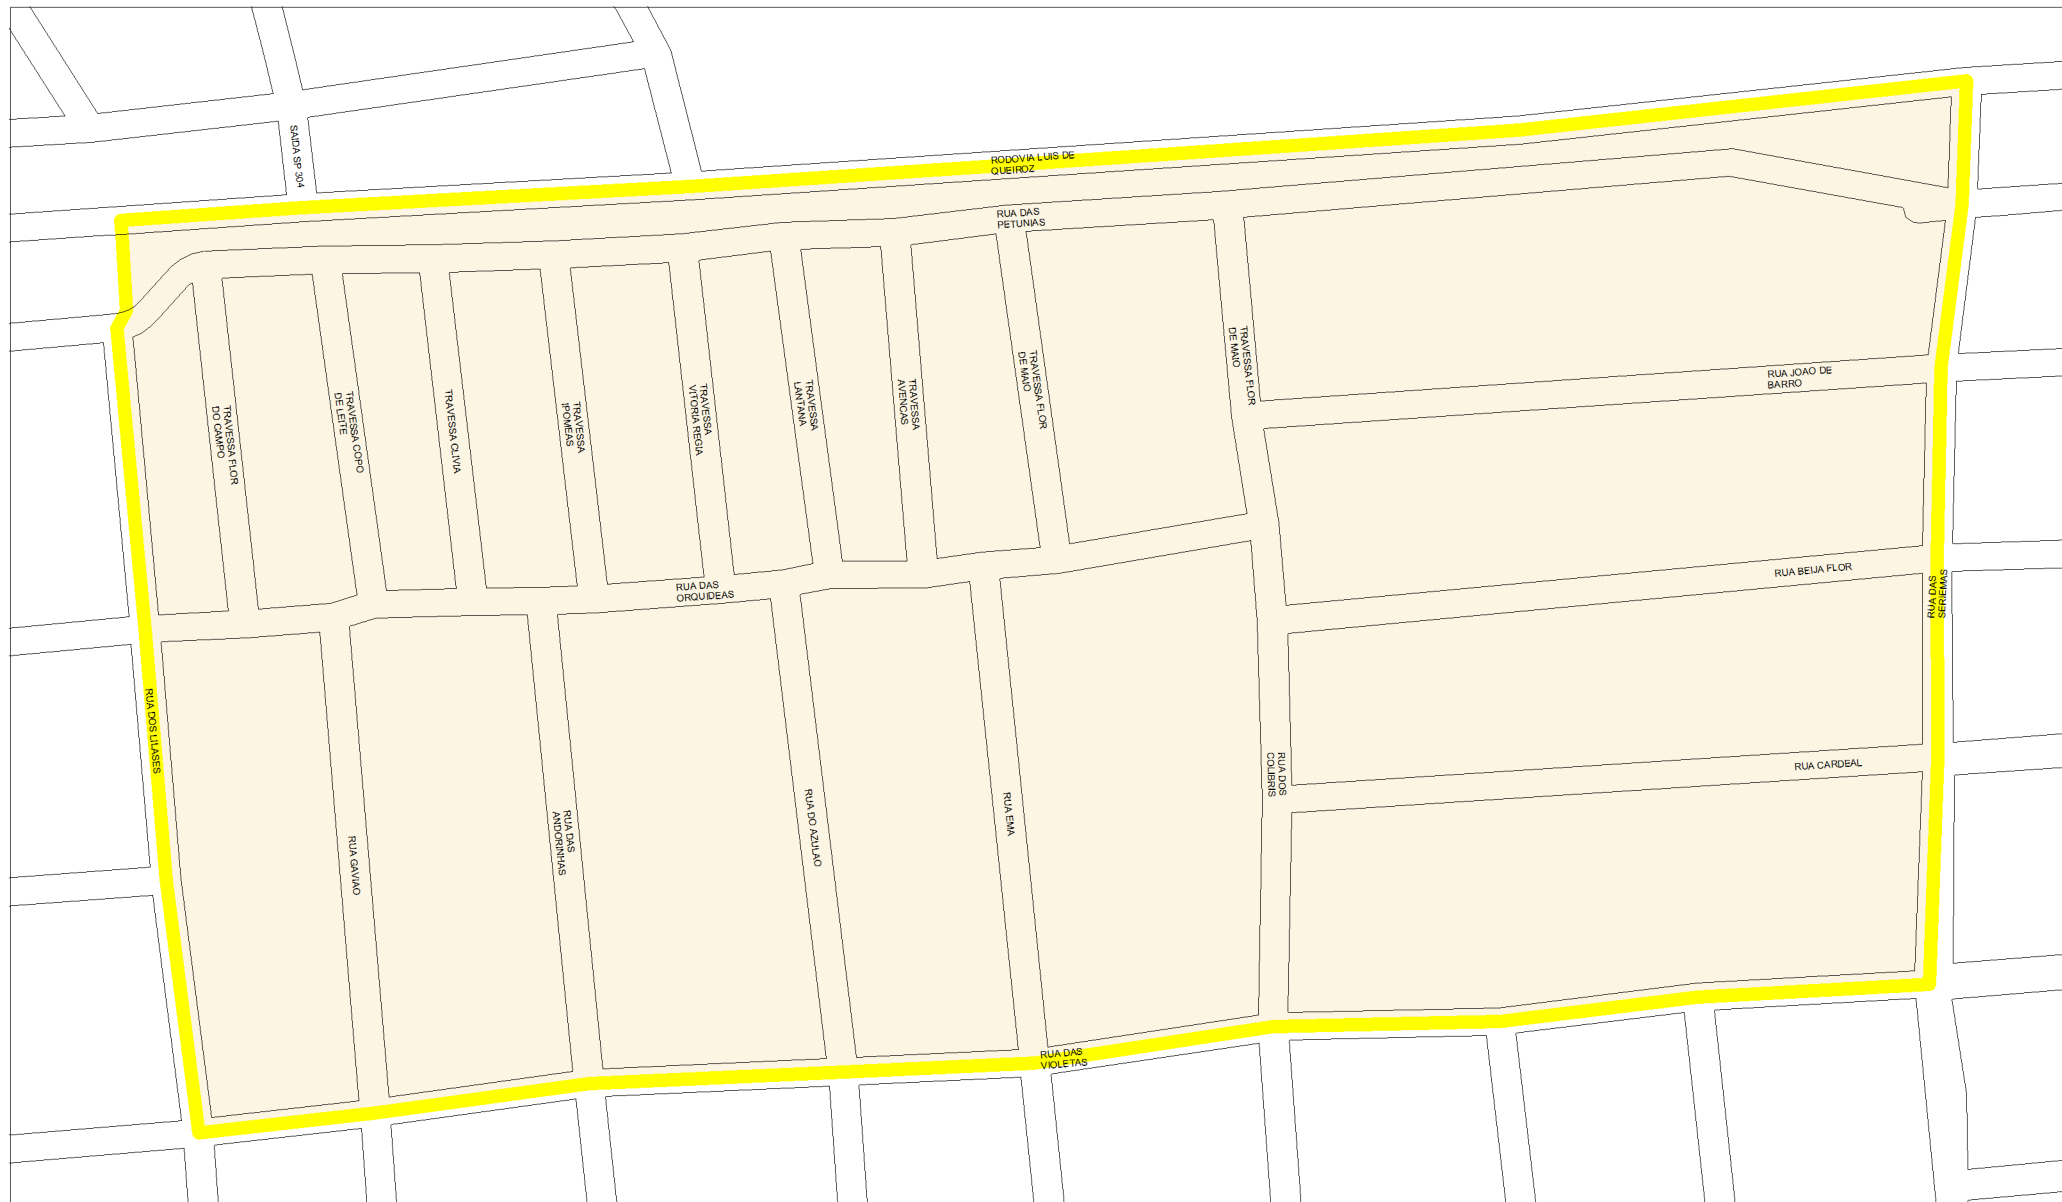 SAIDA SP 304
RODOVIA LUIS DE
QUEIROZ
RUA DAS
PETUNIAS
TRAVESSA FLOR
DO CAMPO
TRAVESSA COPO
DE LEITE
TRAVESSA CLIVIA
TRAVESSA
IPOMEAS
TRAVESSA
VITORIA REGIA
TRAVESSA
LANTANA
TRAVESSA
AVENCAS
TRAVESSA FLOR
DE MAIO
TRAVESSA FLOR
DE MAIO
RUA JOAO DE
BARRO
RUA DAS
ORQUIDEAS
RUA BEIJA FLOR
RUA DAS
SERIEMAS
RUA DOS LILASES
RUA GAVIAO
RUA DAS
ANDORINHAS
RUA DO AZULAO
RUA EMA
RUA DOS
COLIBRIS
RUA CARDEAL
RUA DAS
VIOLETAS